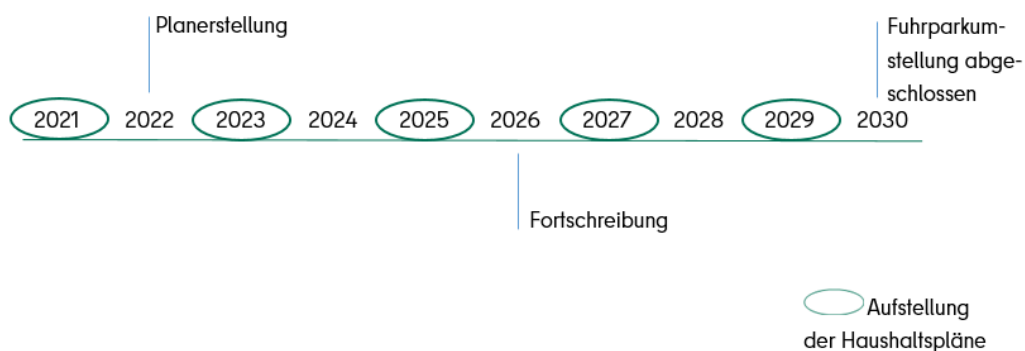 Planerstellung
Fuhrparkum-
stellung abge-
schlossen
2021 2022 2023 2024 2025 2026 2027 2028 2029 2030
Fortschreibung
Aufstellung
der Haushaltspläne